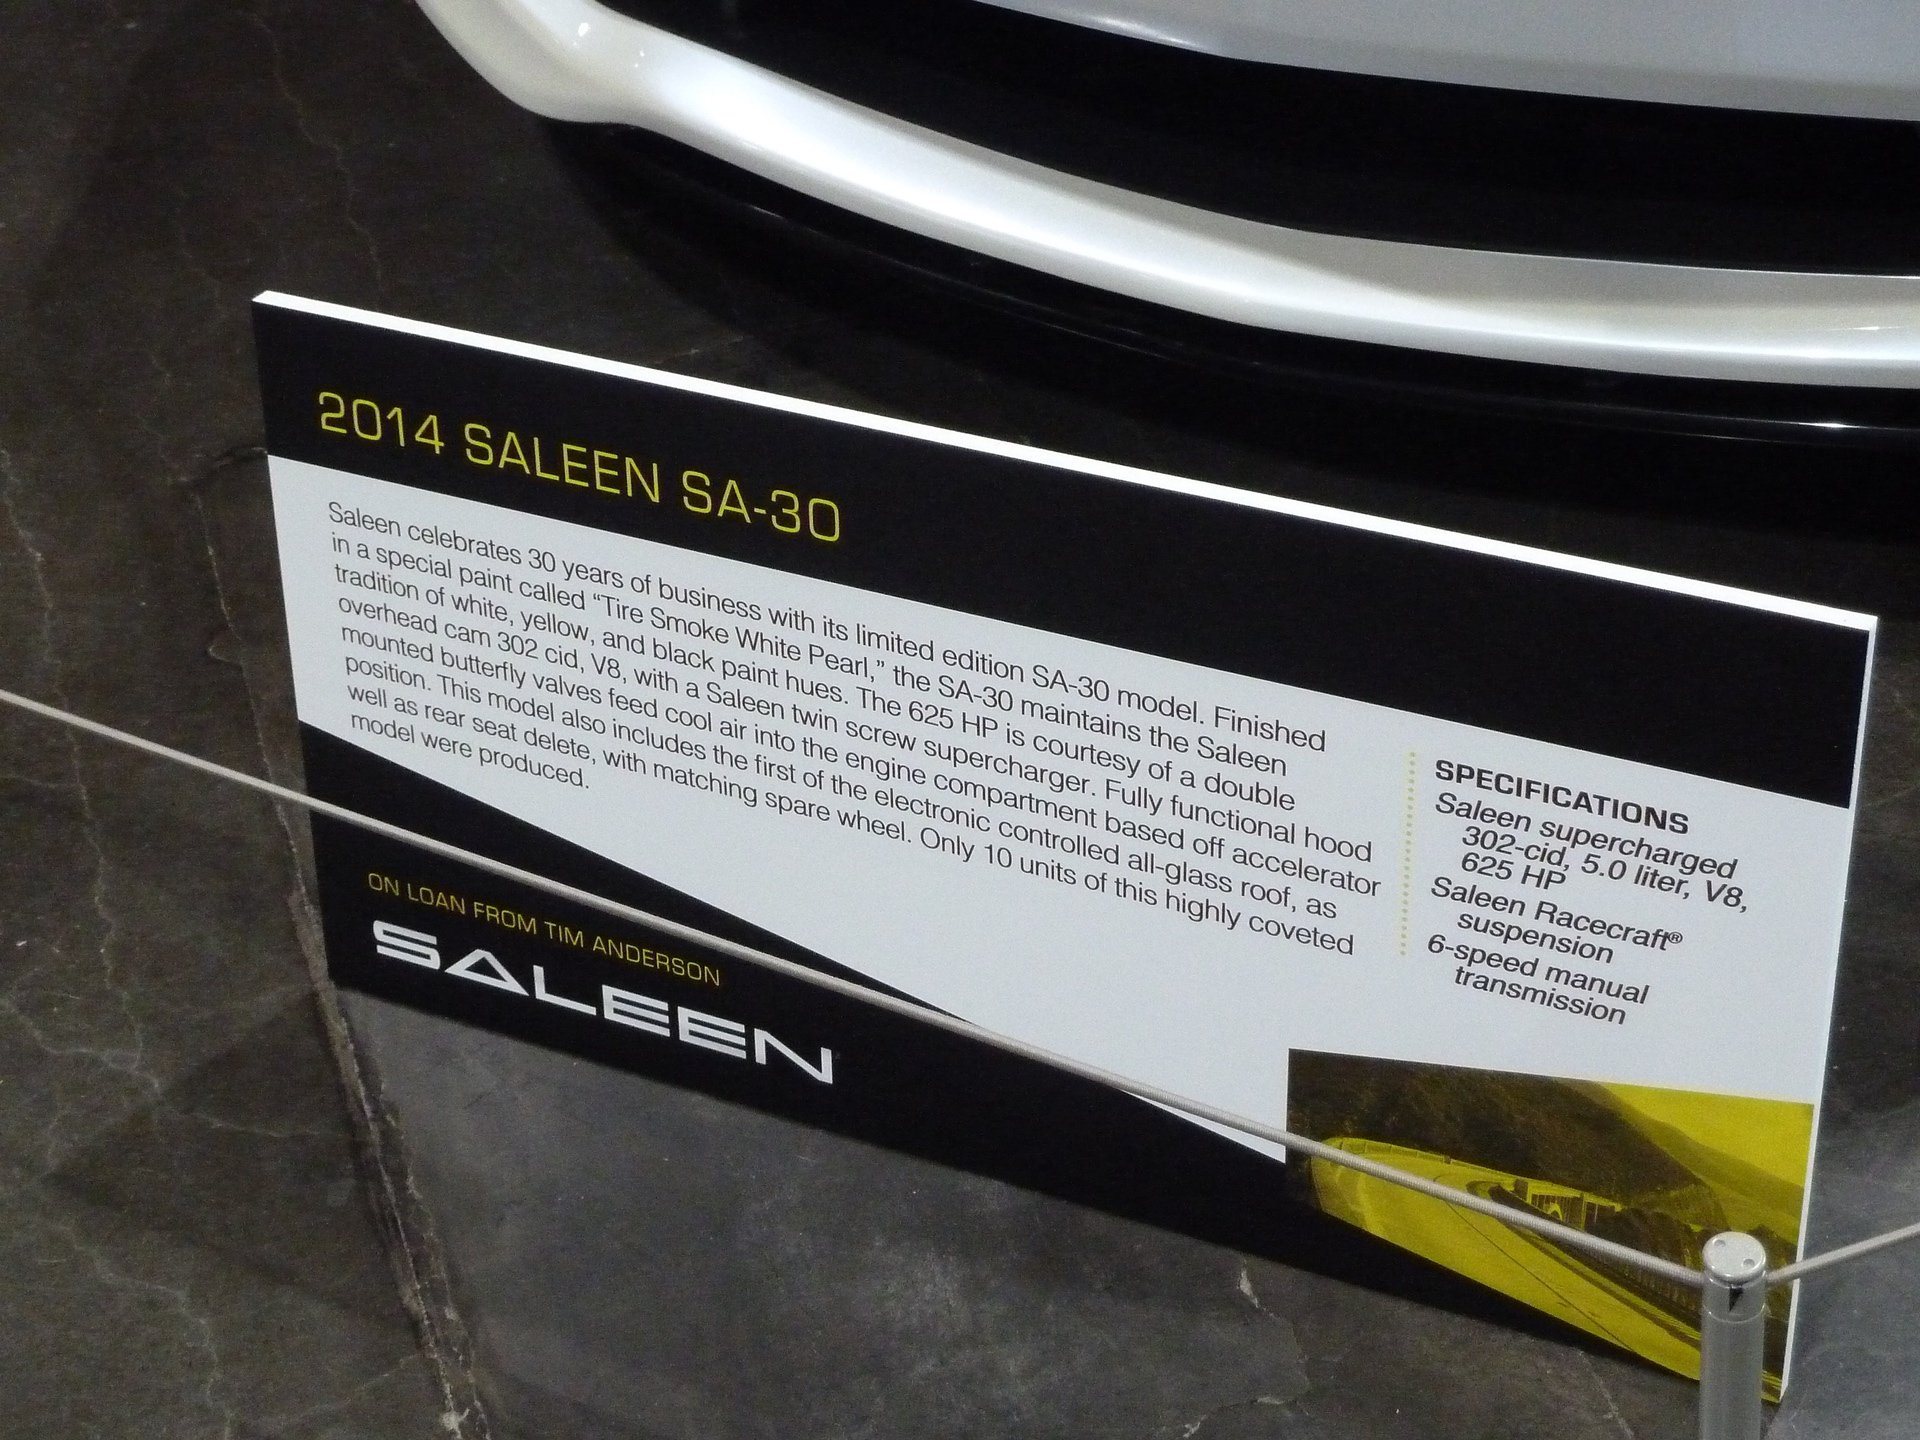 2014 SALEEN SA-30
Saleen celebrates 30 years of business with its limited edition SA-30 model. Finished
in a special paint called “Tire Smoke White Pearl,” the SA-30 maintains the Saleen
tradition of white, yellow, and black paint hues. The 625 HP is courtesy of a double
overhead cam 302 cid, V8, with a Saleen twin screw supercharger. Fully functional hood
mounted butterfly valves feed cool air into the engine compartment based off accelerator
position. This model also includes the first of the electronic controlled all-glass roof, as
well as rear seat delete, with matching spare wheel. Only 10 units of this highly coveted
model were produced.
SPECIFICATIONS
Saleen supercharged
302-cid, 5.0 liter, V8,
625 HP
Saleen Racecraft®
suspension
6-speed manual
transmission
ON LOAN FROM TIM ANDERSON
SALEEN